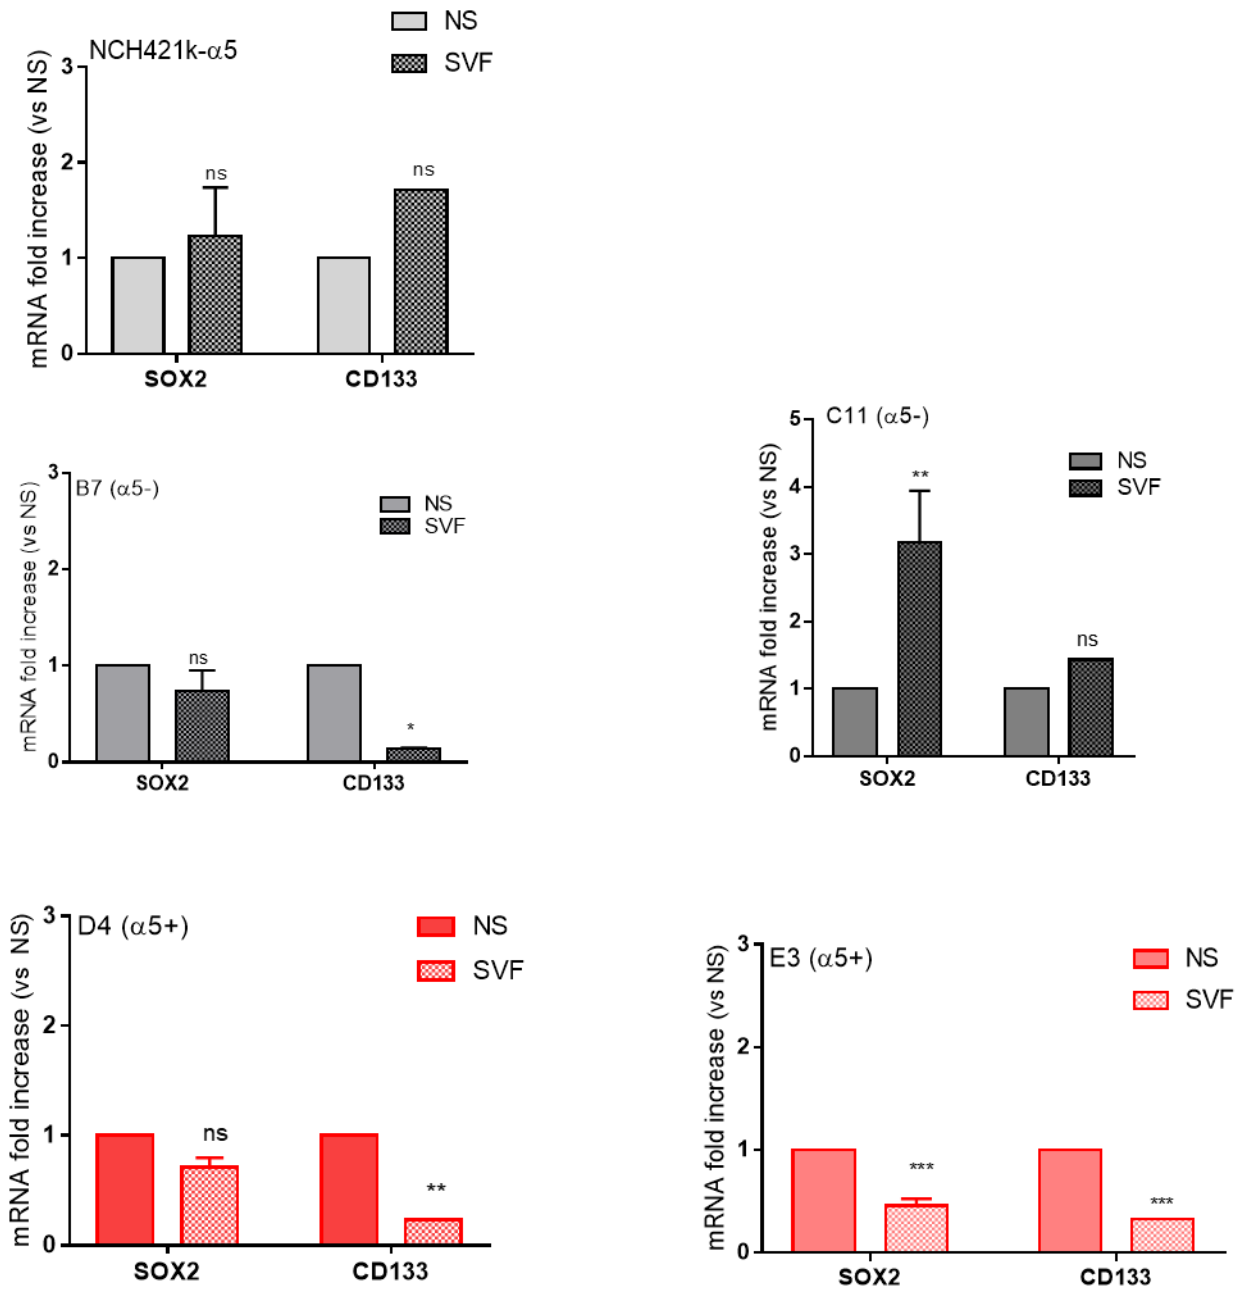 NCH421k-α5
NS
SVF
mRNA fold increase (vs NS)
3
2
1
0
ns
ns
SOX2
CD133
B7 (α5-)
NS
SVF
mRNA fold increase (vs NS)
3
2
1
0
ns
*
SOX2
CD133
C11 (α5-)
NS
SVF
mRNA fold increase (vs NS)
5
4
3
2
1
0
**
ns
SOX2
CD133
D4 (α5+)
NS
SVF
mRNA fold increase (vs NS)
3
2
1
0
ns
**
SOX2
CD133
E3 (α5+)
NS
SVF
mRNA fold increase (vs NS)
3
2
1
0
***
***
SOX2
CD133